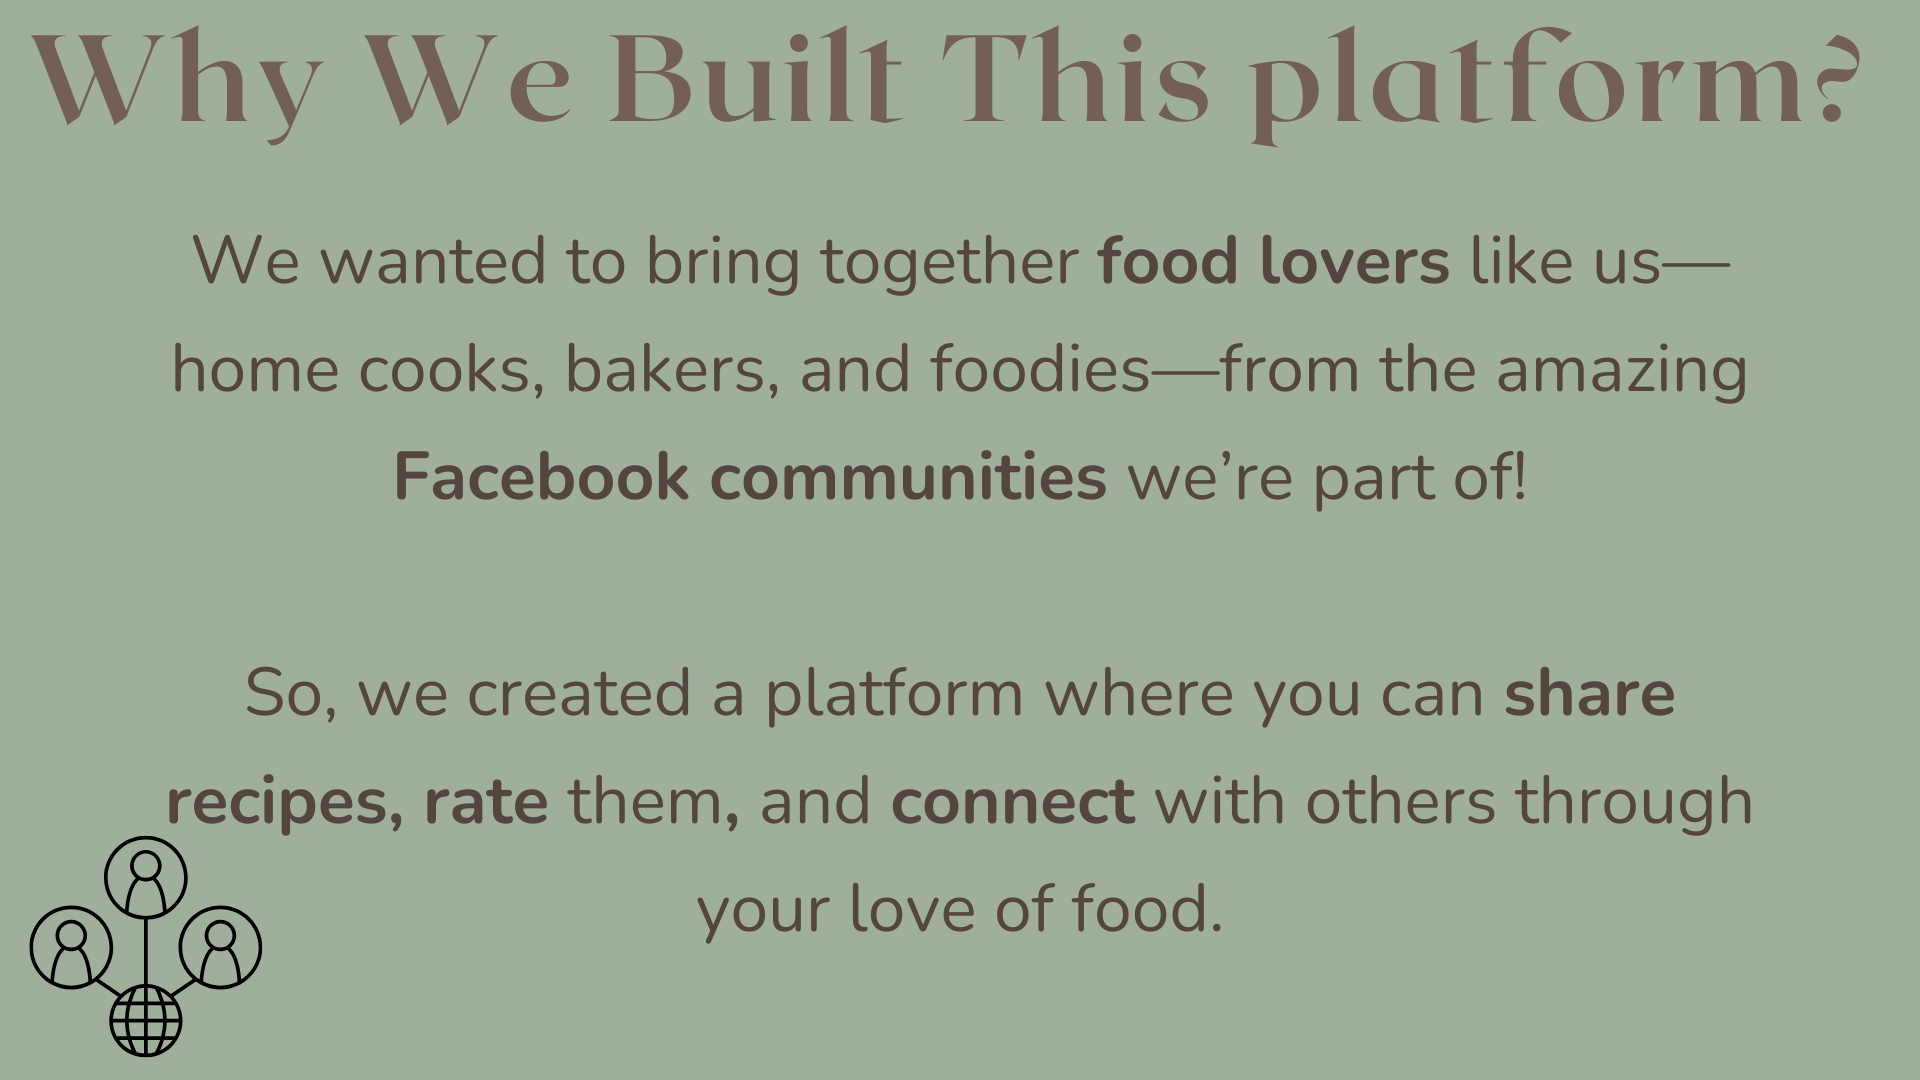 Why We Built This platform?
We wanted to bring together food lovers like us—
home cooks, bakers, and foodies—from the amazing
Facebook communities we’re part of!
So, we created a platform where you can share
recipes, rate them, and connect with others through
your love of food.